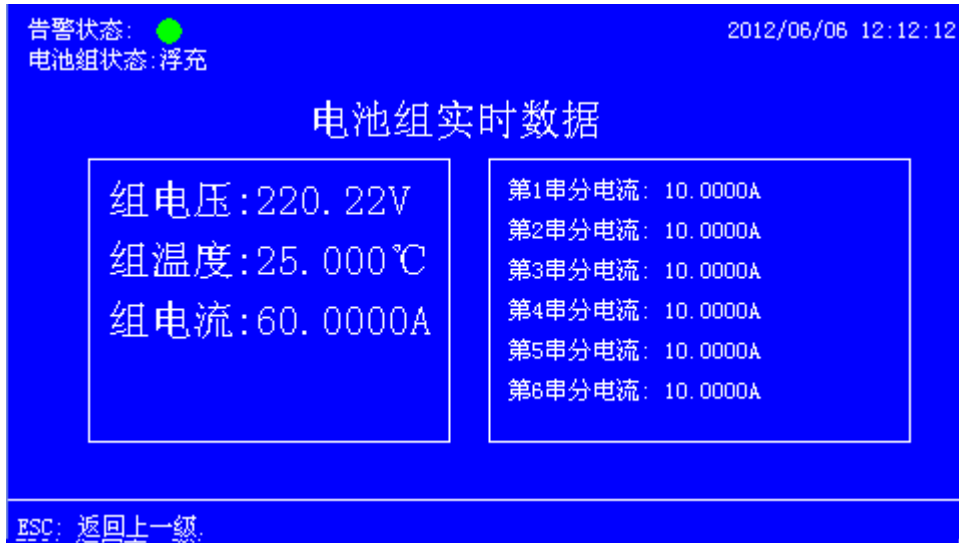 告警状态:
2012/06/06 12:12:12
电池组状态:浮充
电池组实时数据
组电压:220.22V
组温度:25.000℃
组电流:60.0000A
第1串分电流: 10.0000A
第2串分电流: 10.0000A
第3串分电流: 10.0000A
第4串分电流: 10.0000A
第5串分电流: 10.0000A
第6串分电流: 10.0000A
ESC: 返回上一级.